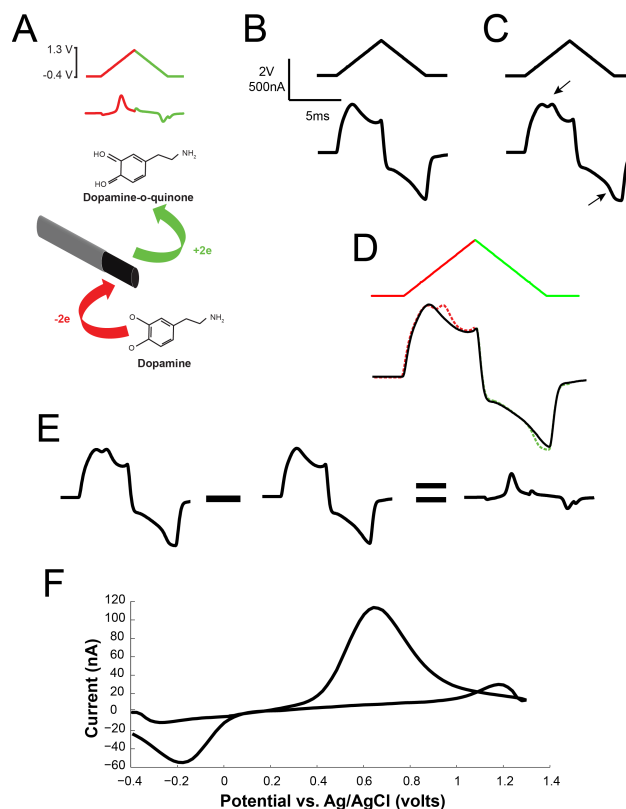 A
1.3 V
-0.4 V
HO
NH2
HO
Dopamine-o-quinone
+2e
-2e
O
NH2
O
Dopamine
B
2V
500nA
5ms
C
D
E
F
Current (nA)
120
100
80
60
40
20
0
−20
−40
−60
−0.4
−0.2
0
0.2
0.4
0.6
0.8
1
1.2
1.4
Potential vs. Ag/AgCl (volts)